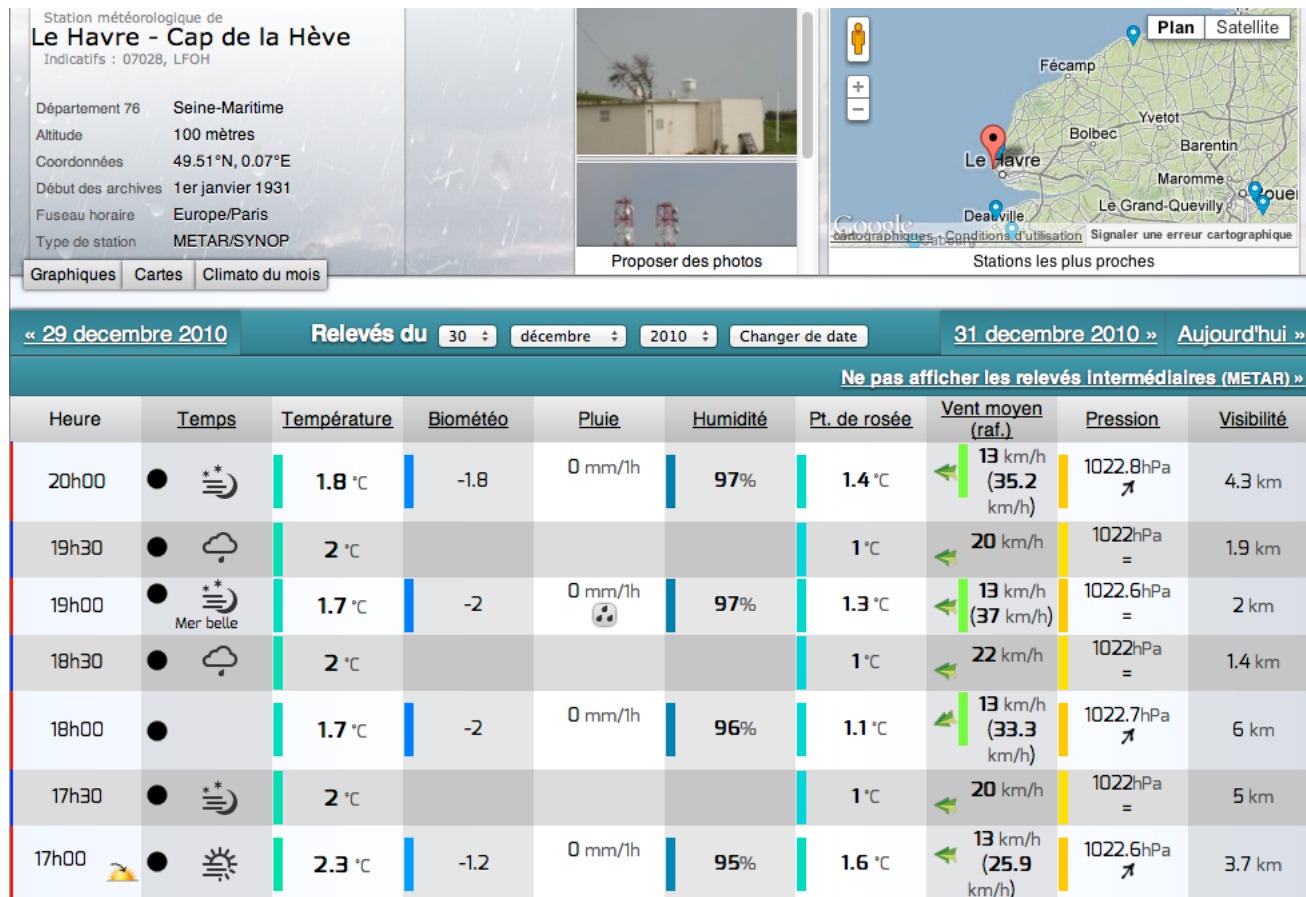 Station météorologique de
Le Havre - Cap de la Hève
Indicatifs : 07028, LFOH
Département 76 Seine-Maritime
Altitude 100 mètres
Coordonnées 49.51°N, 0.07°E
Début des archives 1er janvier 1931
Fuseau horaire Europe/Paris
Type de station METAR/SYNOP
Graphiques Cartes Climato du mois
Proposer des photos
Plan Satellite
Fécamp
Yvetot
Bolbec
Barentin
Le Havre
Maromme
Le Grand-Quevilly
Deauville
Google
cartographiques - Conditions d'utilisation Signaler une erreur cartographique
Stations les plus proches
« 29 decembre 2010 Relevés du 30 décembre 2010 Changer de date 31 decembre 2010 » Aujourd'hui »
Ne pas afficher les relevés intermédiaires (METAR) »
Heure Temps Température Biométéo Pluie Humidité Pt. de rosée Vent moyen (raf.) Pression Visibilité
20h00 1.8 °C -1.8 0 mm/1h 97% 1.4 °C 13 km/h (35.2 km/h) 1022.8hPa 4.3 km
19h30 2 °C 1 °C 20 km/h 1022hPa = 1.9 km
19h00 Mer belle 1.7 °C -2 0 mm/1h 97% 1.3 °C 13 km/h (37 km/h) 1022.6hPa = 2 km
18h30 2 °C 1 °C 22 km/h 1022hPa = 1.4 km
18h00 1.7 °C -2 0 mm/1h 96% 1.1 °C 13 km/h (33.3 km/h) 1022.7hPa 6 km
17h30 2 °C 1 °C 20 km/h 1022hPa = 5 km
17h00 2.3 °C -1.2 0 mm/1h 95% 1.6 °C 13 km/h (25.9 km/h) 1022.6hPa 3.7 km